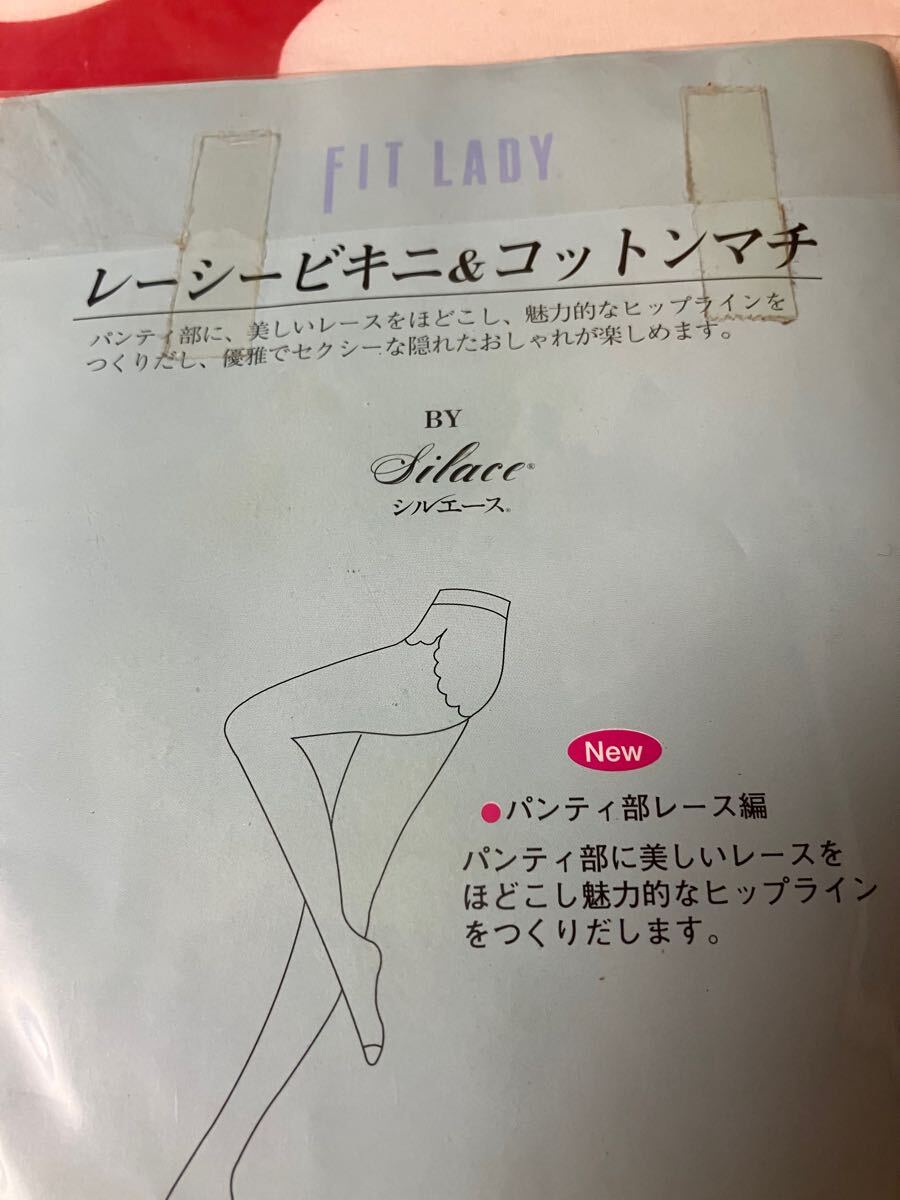 FIT LADY
レーシービキニ&コットンマチ
パンティ部に、美しいレースをほどこし、魅力的なヒップラインを
つくりだし、優雅でセクシーな隠れたおしゃれが楽しめます。
BY
Silace®
シルエース®
New
●パンティ部レース編
パンティ部に美しいレースを
ほどこし魅力的なヒップライン
をつくりだします。